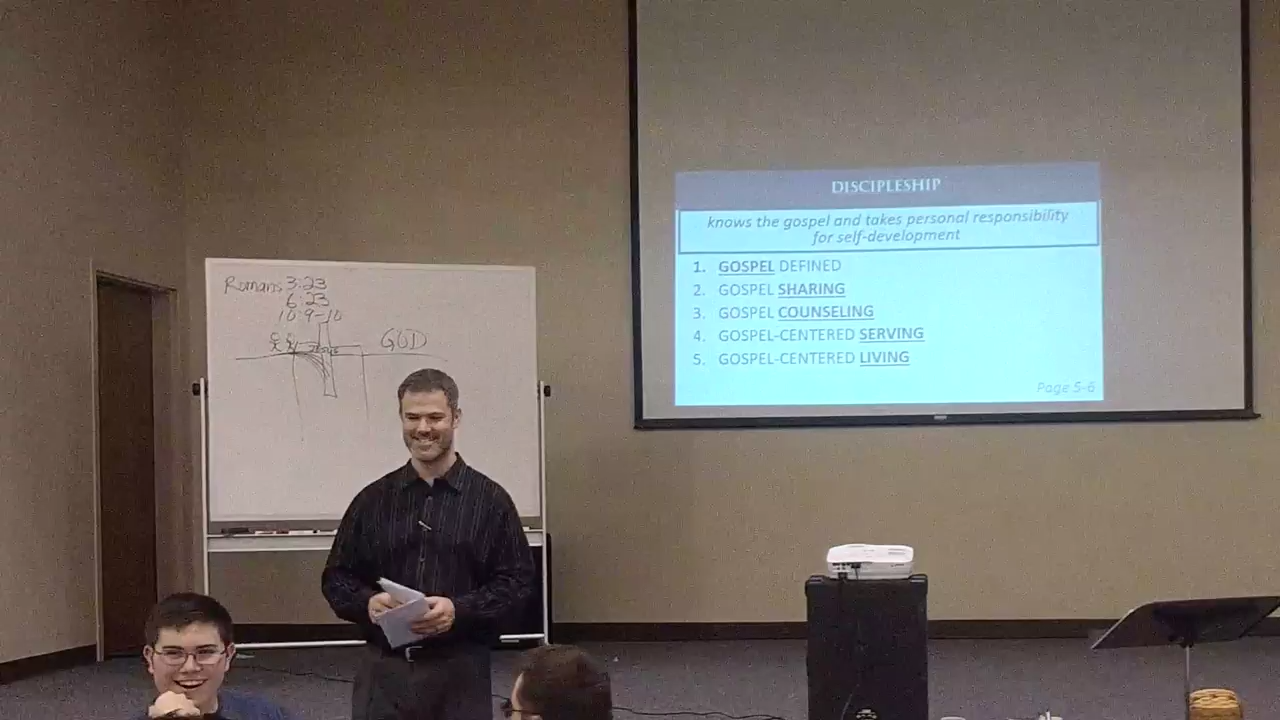 Romans 3:23
6:23
10:9-10
JESUS
GOD
DISCIPLESHIP
knows the gospel and takes personal responsibility
for self-development
1. GOSPEL DEFINED
2. GOSPEL SHARING
3. GOSPEL COUNSELING
4. GOSPEL-CENTERED SERVING
5. GOSPEL-CENTERED LIVING
Page 5-6